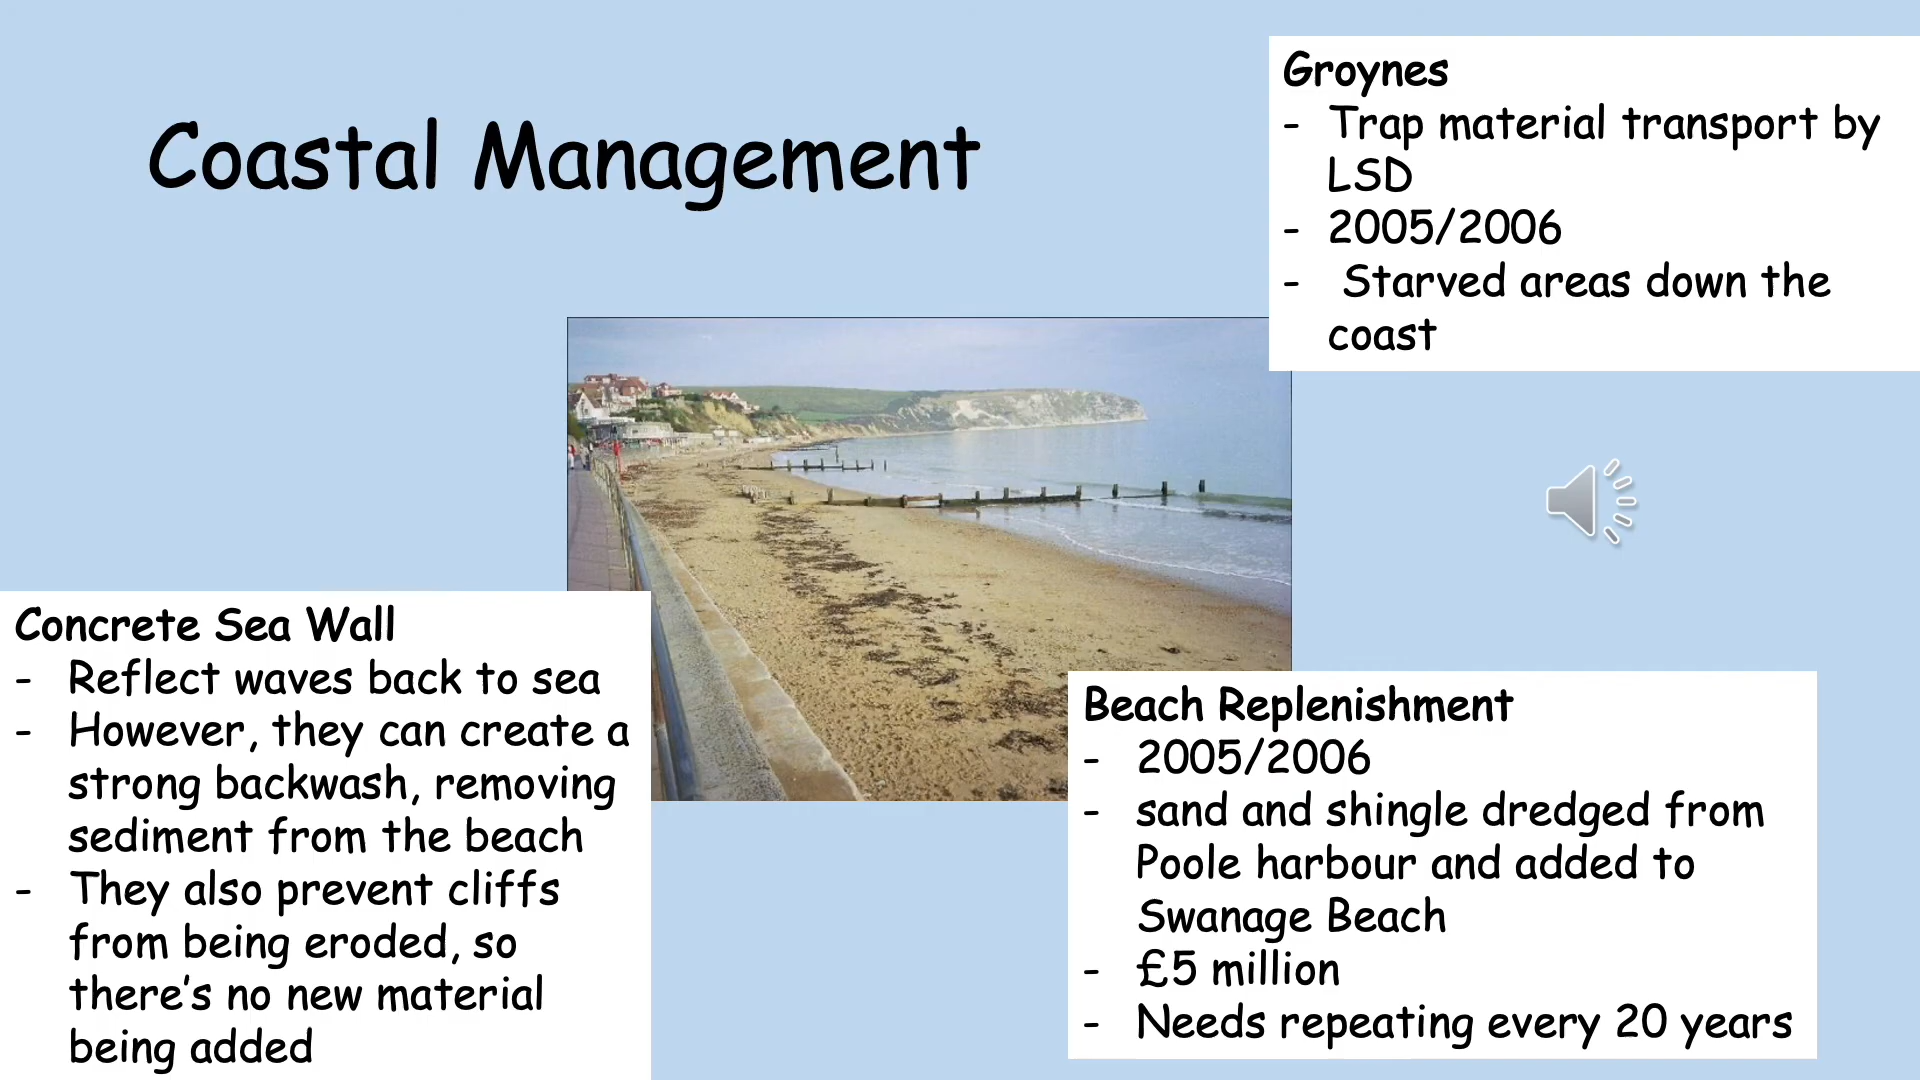 Coastal Management
Groynes
- Trap material transport by
LSD
- 2005/2006
- Starved areas down the
coast
Concrete Sea Wall
- Reflect waves back to sea
- However, they can create a
strong backwash, removing
sediment from the beach
- They also prevent cliffs
from being eroded, so
there's no new material
being added
Beach Replenishment
- 2005/2006
- sand and shingle dredged from
Poole harbour and added to
Swanage Beach
- £5 million
- Needs repeating every 20 years